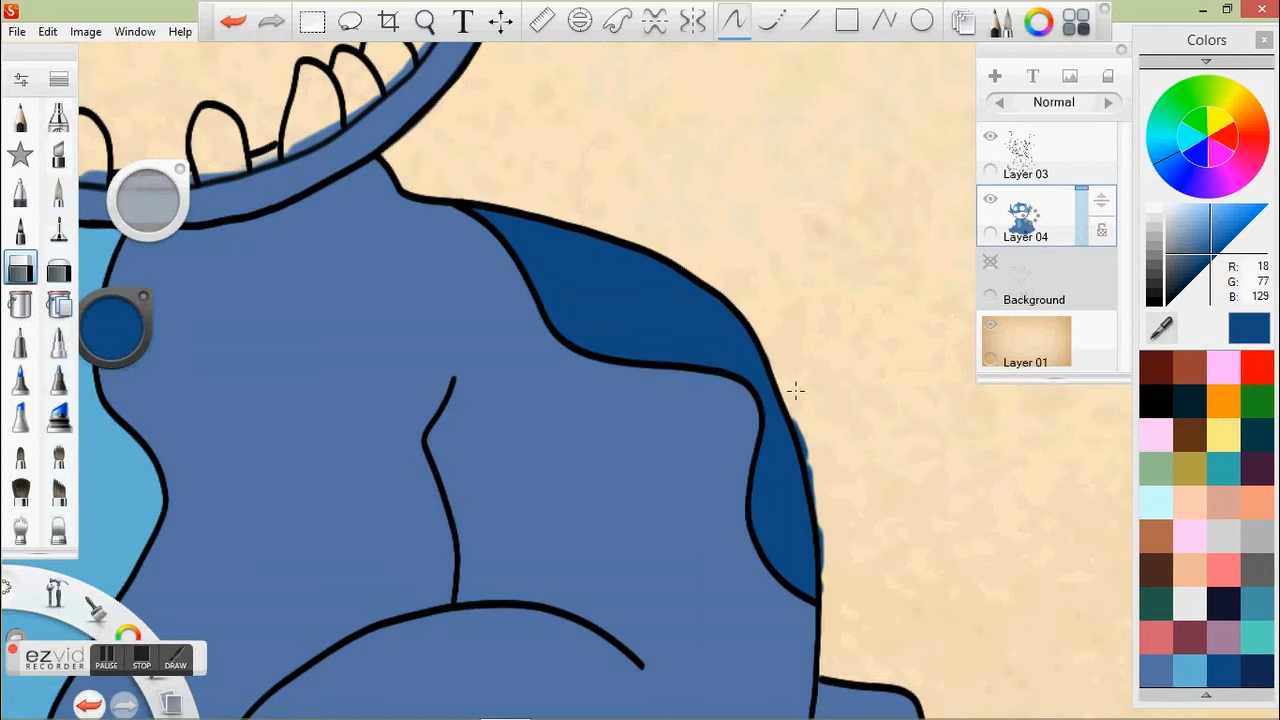 File Edit Image Window Help
Colors
Normal
Layer 03
Layer 04
Background
Layer 01
R: 18
G: 77
B: 129
ezvid
RECORDER
PAUSE STOP DRAW